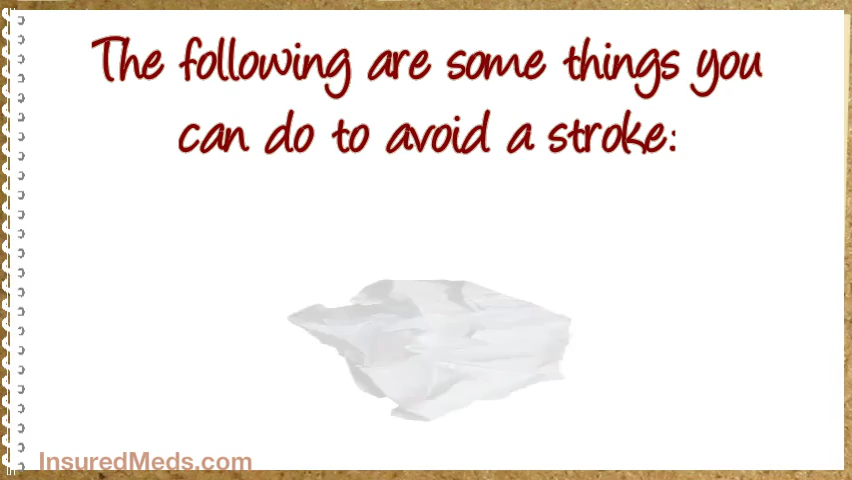 The following are some things you
can do to avoid a stroke:
InsuredMeds.com